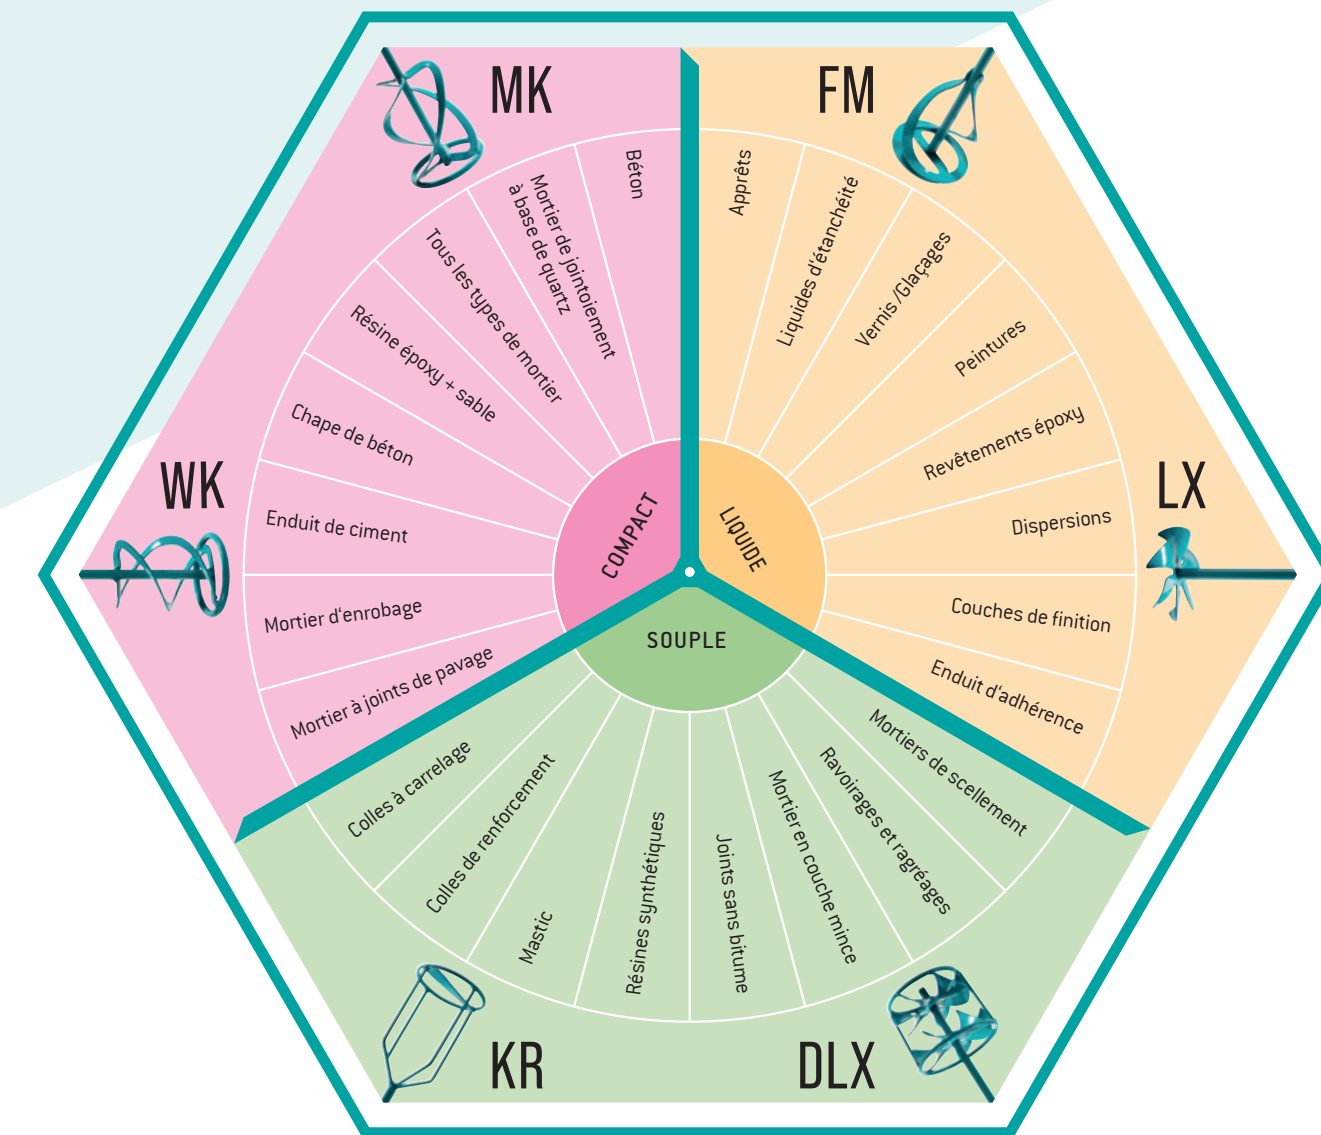 MK
FM
Béton
Mortier de jointoiement
à base de quartz
Tous les types de mortier
Résine époxy + sable
Chape de béton
Enduit de ciment
Mortier d‘enrobage
Mortier à joints de pavage
WK
COMPACT
Apprêts
Liquides d‘étanchéité
Vernis /Glaçages
Peintures
Revêtements époxy
Dispersions
Couches de finition
Enduit d‘adhérence
LX
LIQUIDE
SOUPLE
Colles à carrelage
Colles de renforcement
Mastic
Résines synthétiques
Joints sans bitume
Mortier en couche mince
Ravoirages et ragréages
Mortiers de scellement
KR
DLX